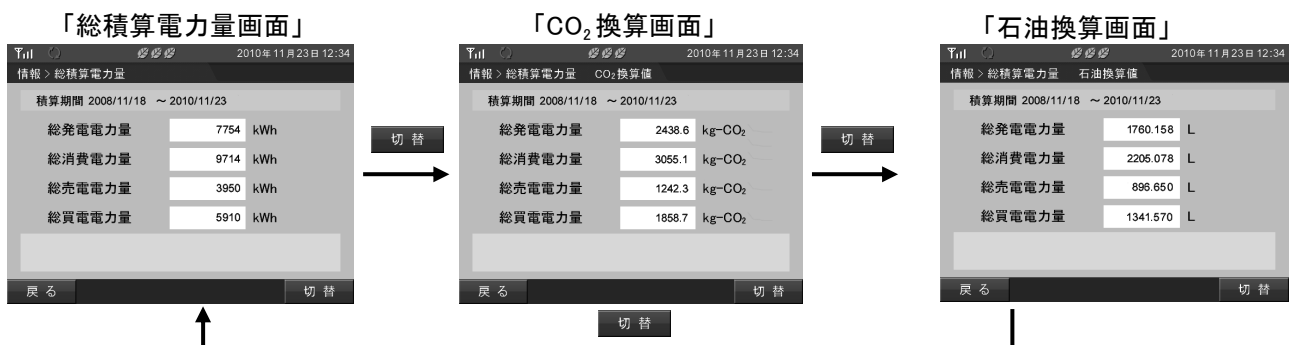 「総積算電力量画面」
2010年11月23日 12:34
情報 > 総積算電力量
積算期間 2008/11/18 ～ 2010/11/23
総発電電力量 7754 kWh
総消費電力量 9714 kWh
総売電電力量 3950 kWh
総買電電力量 5910 kWh
戻る 切替
切替
「CO₂換算画面」
2010年11月23日 12:34
情報 > 総積算電力量 CO₂換算値
積算期間 2008/11/18 ～ 2010/11/23
総発電電力量 2438.6 kg-CO₂
総消費電力量 3055.1 kg-CO₂
総売電電力量 1242.3 kg-CO₂
総買電電力量 1858.7 kg-CO₂
戻る 切替
切替
「石油換算画面」
2010年11月23日 12:34
情報 > 総積算電力量 石油換算値
積算期間 2008/11/18 ～ 2010/11/23
総発電電力量 1760.158 L
総消費電力量 2205.078 L
総売電電力量 896.650 L
総買電電力量 1341.570 L
戻る 切替
切替